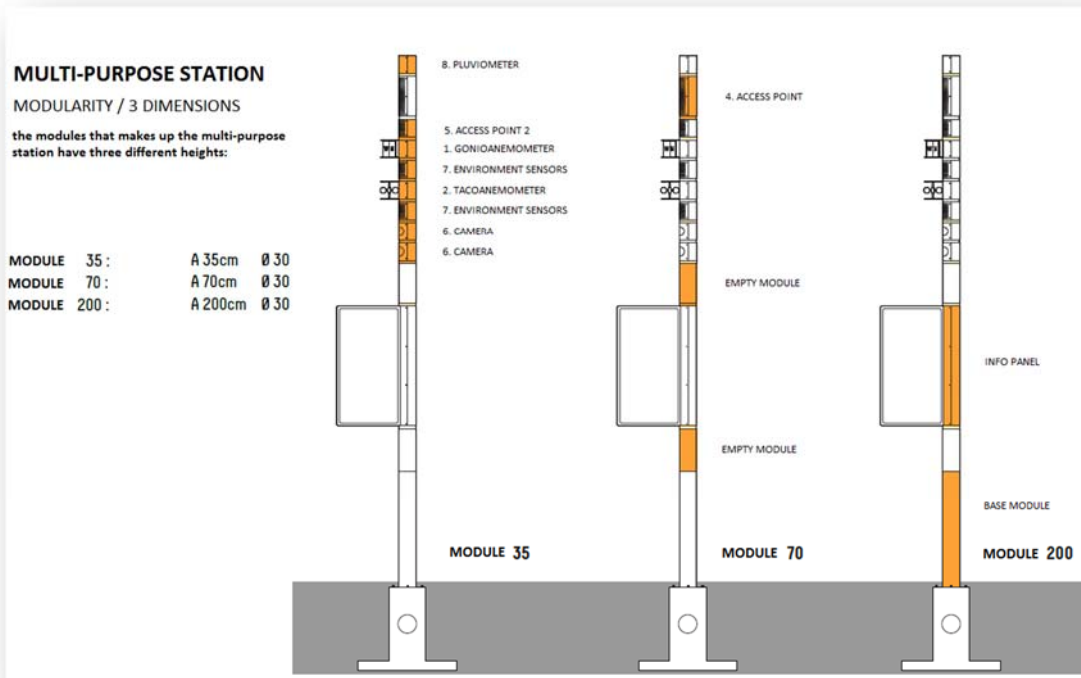 MULTI-PURPOSE STATION
MODULARITY / 3 DIMENSIONS
the modules that makes up the multi-purpose
station have three different heights:
MODULE 35 : A 35cm Ø 30
MODULE 70 : A 70cm Ø 30
MODULE 200 : A 200cm Ø 30
8. PLUVIOMETER
5. ACCESS POINT 2
1. GONIOANEMOMETER
7. ENVIRONMENT SENSORS
2. TACOANEMOMETER
7. ENVIRONMENT SENSORS
6. CAMERA
6. CAMERA
MODULE 35
4. ACCESS POINT
EMPTY MODULE
EMPTY MODULE
MODULE 70
INFO PANEL
BASE MODULE
MODULE 200